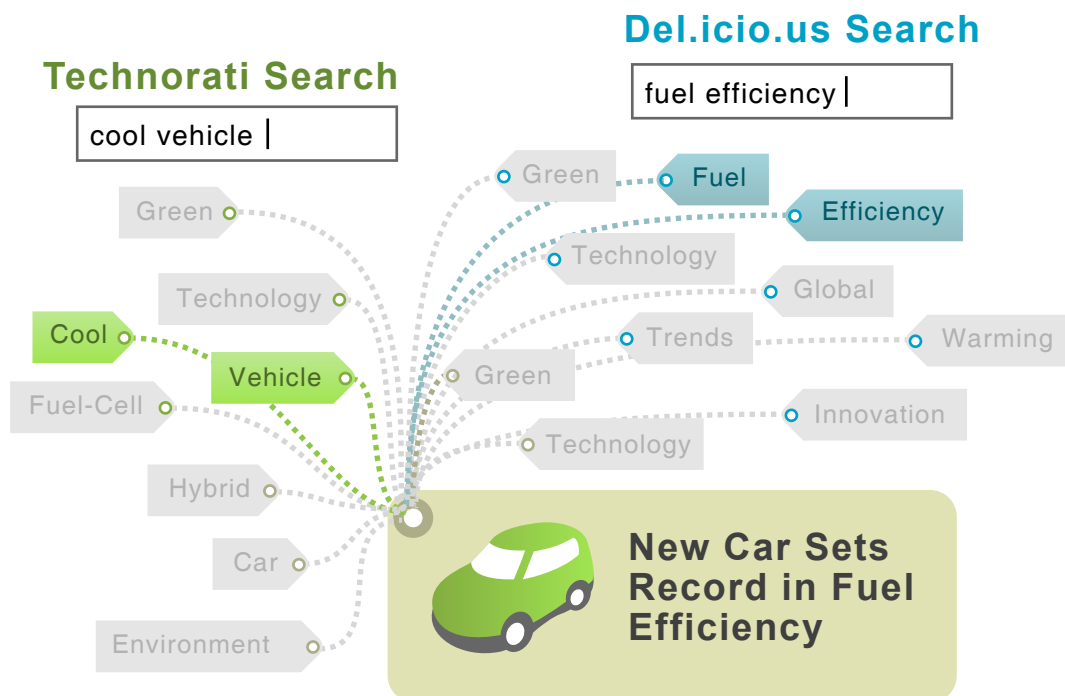 Del.icio.us Search
Technorati Search
fuel efficiency
cool vehicle
Green
Fuel
Green
Efficiency
Technology
Technology
Global
Cool
Trends
Warming
Vehicle
Green
Fuel-Cell
Innovation
Technology
Hybrid
Car
Environment
New Car Sets
Record in Fuel
Efficiency